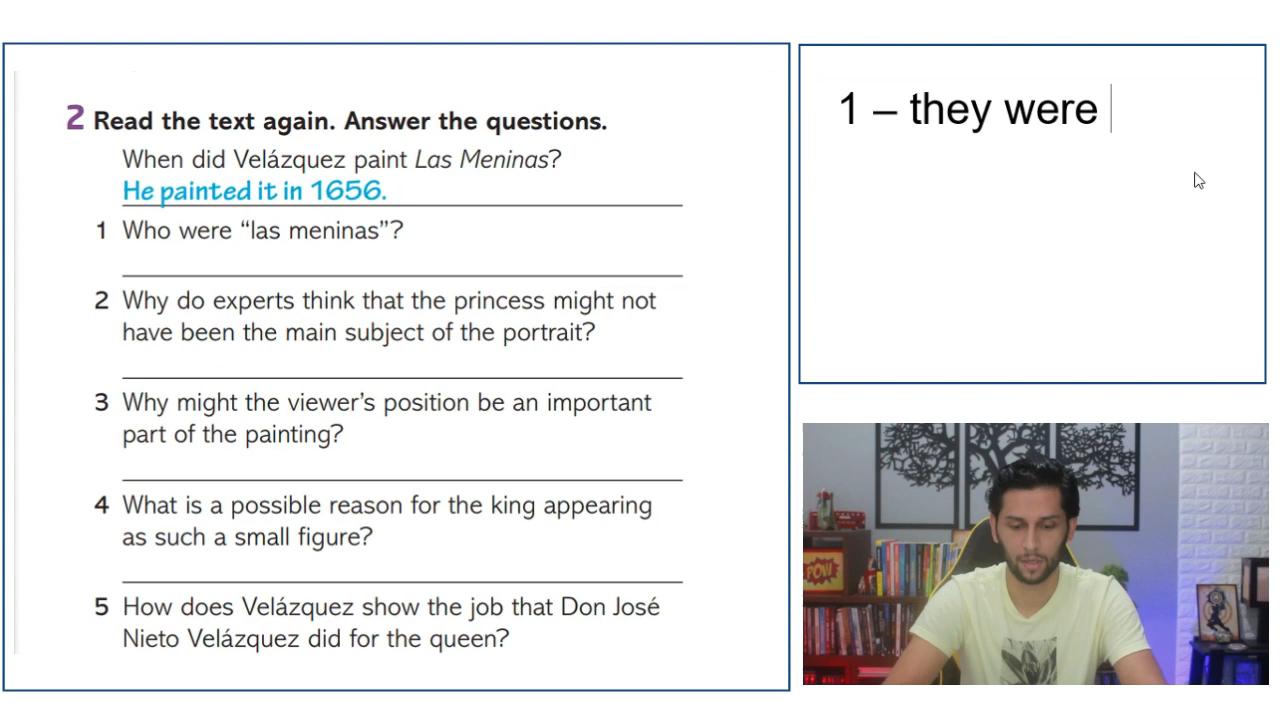 2 Read the text again. Answer the questions.
When did Velázquez paint Las Meninas?
He painted it in 1656.
1 Who were “las meninas”?
2 Why do experts think that the princess might not
have been the main subject of the portrait?
3 Why might the viewer’s position be an important
part of the painting?
4 What is a possible reason for the king appearing
as such a small figure?
5 How does Velázquez show the job that Don José
Nieto Velázquez did for the queen?
1 – they were
POW